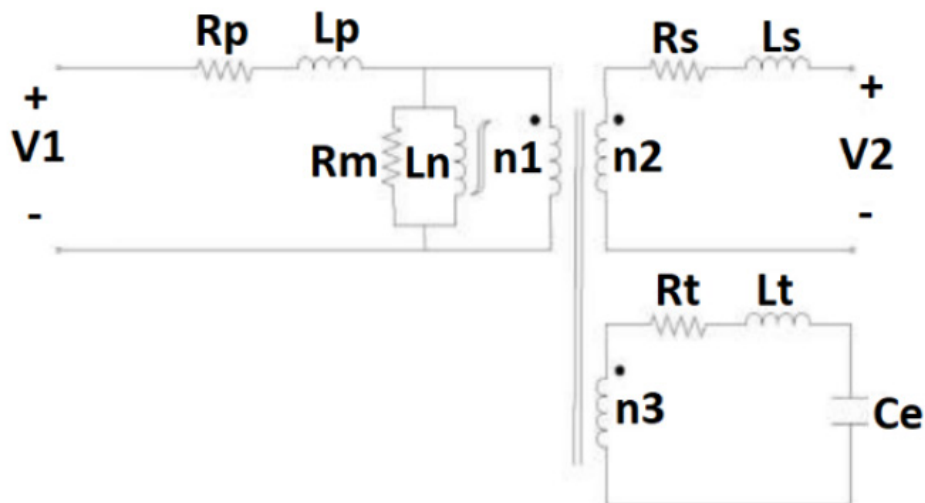 Rp Lp Rs Ls
+ +
V1 Rm Ln n1 n2 V2
- -
Rt Lt
n3 Ce